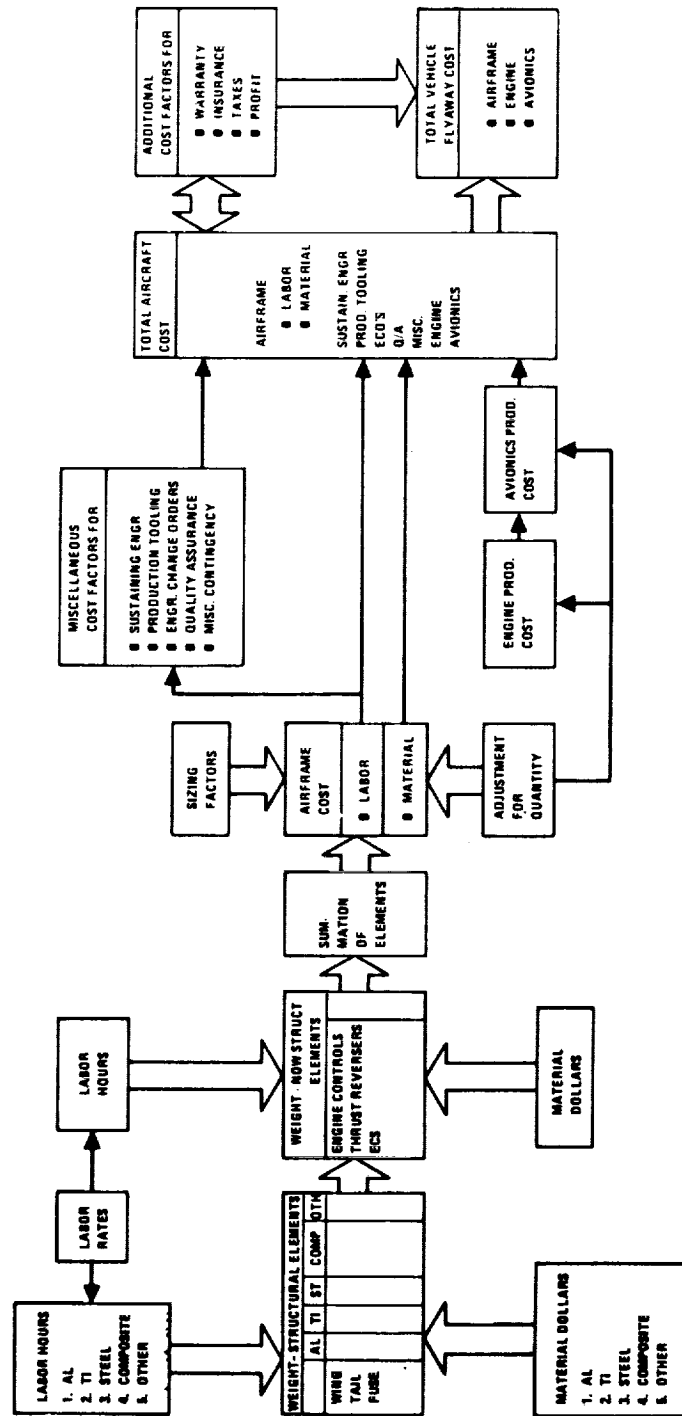 LABOR HOURS
1. AL
2. TI
3. STEEL
4. COMPOSITE
5. OTHER
LABOR
RATES
LABOR
HOURS
WEIGHT - STRUCTURAL ELEMENTS
AL TI ST COMP OTH
WING
TAIL
FUSE
MATERIAL DOLLARS
1. AL
2. TI
3. STEEL
4. COMPOSITE
5. OTHER
WEIGHT - NOW STRUCT
ELEMENTS
ENGINE CONTROLS
THRUST REVERSERS
ECS
MATERIAL
DOLLARS
SUM-
MATION
OF
ELEMENTS
SIZING
FACTORS
AIRFRAME
COST
● LABOR
● MATERIAL
ADJUSTMENT
FOR
QUANTITY
MISCELLANEOUS
COST FACTORS FOR
● SUSTAINING ENGR
● PRODUCTION TOOLING
● ENGR. CHANGE ORDERS
● QUALITY ASSURANCE
● MISC. CONTINGENCY
ENGINE PROD.
COST
AVIONICS PROD.
COST
TOTAL AIRCRAFT
COST
AIRFRAME
● LABOR
● MATERIAL
SUSTAIN. ENGR
PROD. TOOLING
ECO'S
Q/A
MISC.
ENGINE
AVIONICS
ADDITIONAL
COST FACTORS FOR
● WARRANTY
● INSURANCE
● TAXES
● PROFIT
TOTAL VEHICLE
FLYAWAY COST
● AIRFRAME
● ENGINE
● AVIONICS